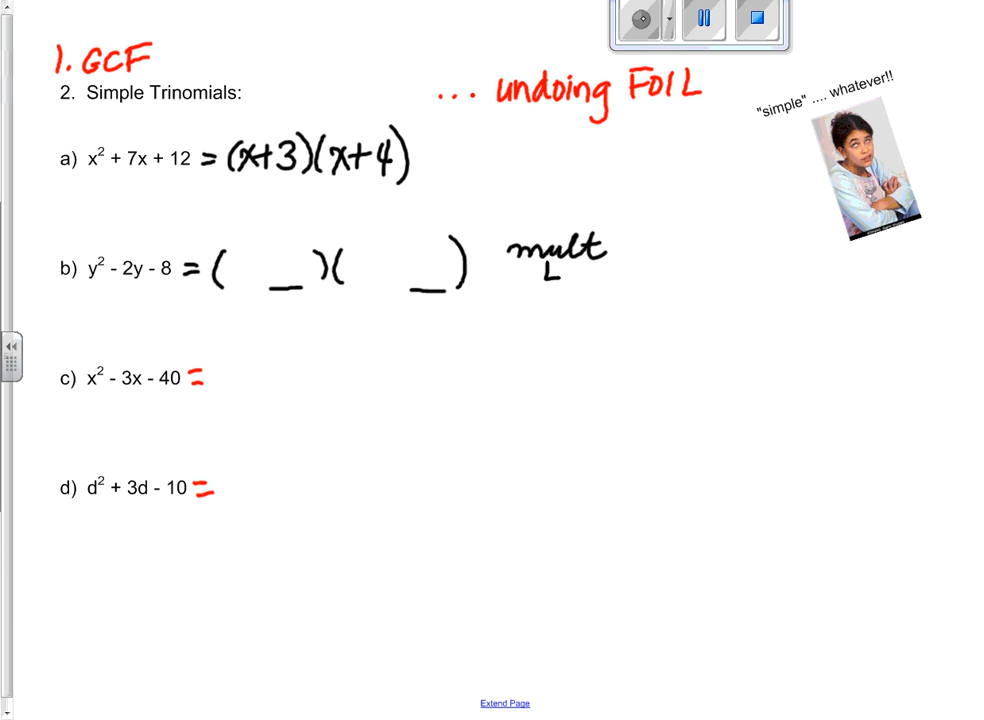 1. GCF
2. Simple Trinomials:
... undoing FOIL
"simple" .... whatever!!
a) x² + 7x + 12 = (x+3)(x+4)
b) y² - 2y - 8 = ( _ )( _ ) mult
L
c) x² - 3x - 40 =
d) d² + 3d - 10 =
Extend Page